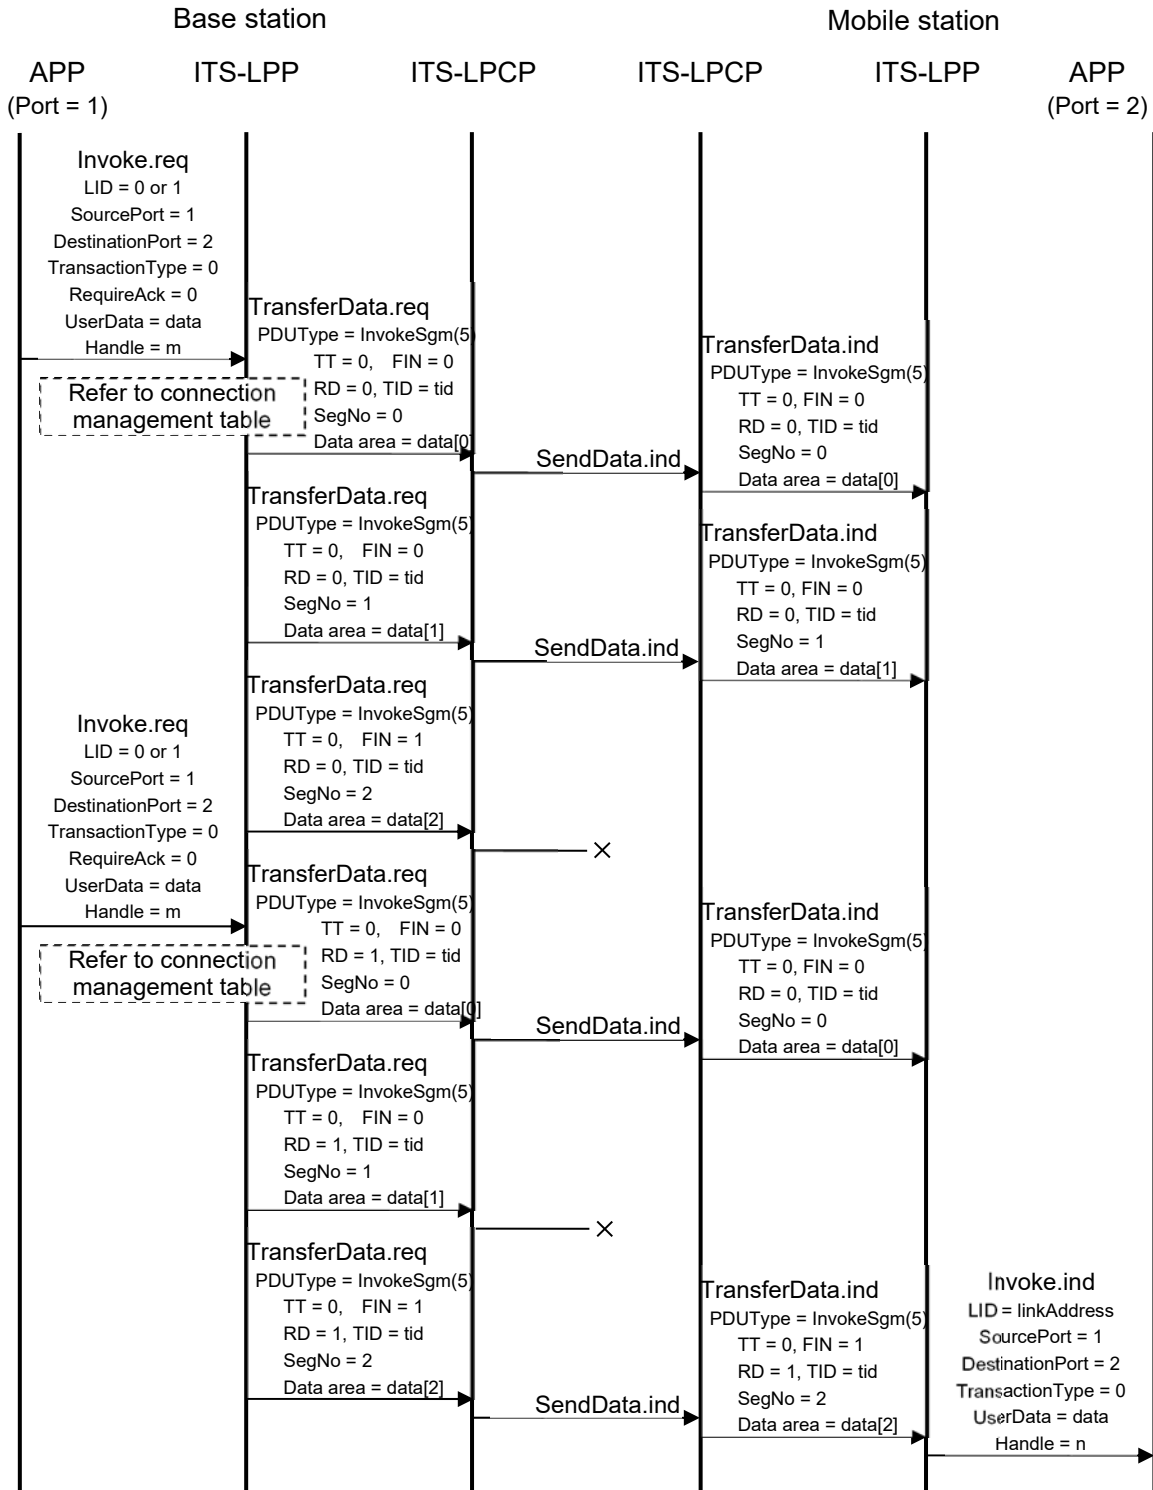 Base station
Mobile station
APP
ITS-LPP
ITS-LPCP
ITS-LPCP
ITS-LPP
APP
(Port = 1)
(Port = 2)
Invoke.req
LID = 0 or 1
SourcePort = 1
DestinationPort = 2
TransactionType = 0
RequireAck = 0
UserData = data
Handle = m
Refer to connection
management table
TransferData.req
PDUType = InvokeSgm(5)
TT = 0, FIN = 0
RD = 0, TID = tid
SegNo = 0
Data area = data[0]
SendData.ind
TransferData.ind
PDUType = InvokeSgm(5)
TT = 0, FIN = 0
RD = 0, TID = tid
SegNo = 0
Data area = data[0]
TransferData.req
PDUType = InvokeSgm(5)
TT = 0, FIN = 0
RD = 0, TID = tid
SegNo = 1
Data area = data[1]
SendData.ind
TransferData.ind
PDUType = InvokeSgm(5)
TT = 0, FIN = 0
RD = 0, TID = tid
SegNo = 1
Data area = data[1]
TransferData.req
PDUType = InvokeSgm(5)
TT = 0, FIN = 1
RD = 0, TID = tid
SegNo = 2
Data area = data[2]
Invoke.req
LID = 0 or 1
SourcePort = 1
DestinationPort = 2
TransactionType = 0
RequireAck = 0
UserData = data
Handle = m
Refer to connection
management table
TransferData.req
PDUType = InvokeSgm(5)
TT = 0, FIN = 0
RD = 1, TID = tid
SegNo = 0
Data area = data[0]
SendData.ind
TransferData.ind
PDUType = InvokeSgm(5)
TT = 0, FIN = 0
RD = 0, TID = tid
SegNo = 0
Data area = data[0]
TransferData.req
PDUType = InvokeSgm(5)
TT = 0, FIN = 0
RD = 1, TID = tid
SegNo = 1
Data area = data[1]
TransferData.req
PDUType = InvokeSgm(5)
TT = 0, FIN = 1
RD = 1, TID = tid
SegNo = 2
Data area = data[2]
SendData.ind
TransferData.ind
PDUType = InvokeSgm(5)
TT = 0, FIN = 1
RD = 1, TID = tid
SegNo = 2
Data area = data[2]
Invoke.ind
LID = linkAddress
SourcePort = 1
DestinationPort = 2
TransactionType = 0
UserData = data
Handle = n